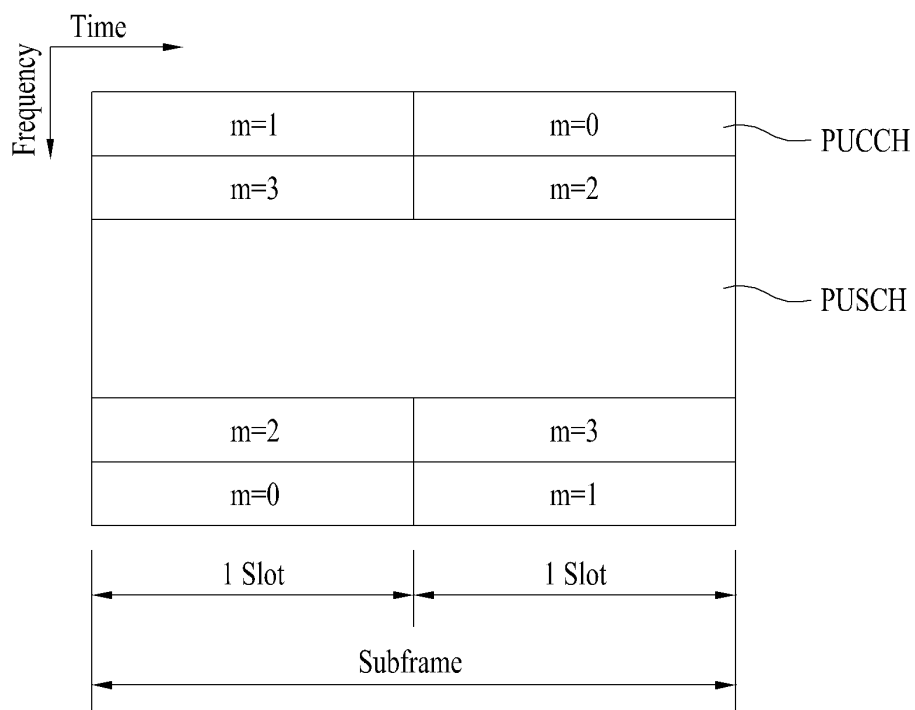 Time
Frequency
m=1 m=0
PUCCH
m=3 m=2
PUSCH
m=2 m=3
m=0 m=1
1 Slot 1 Slot
Subframe